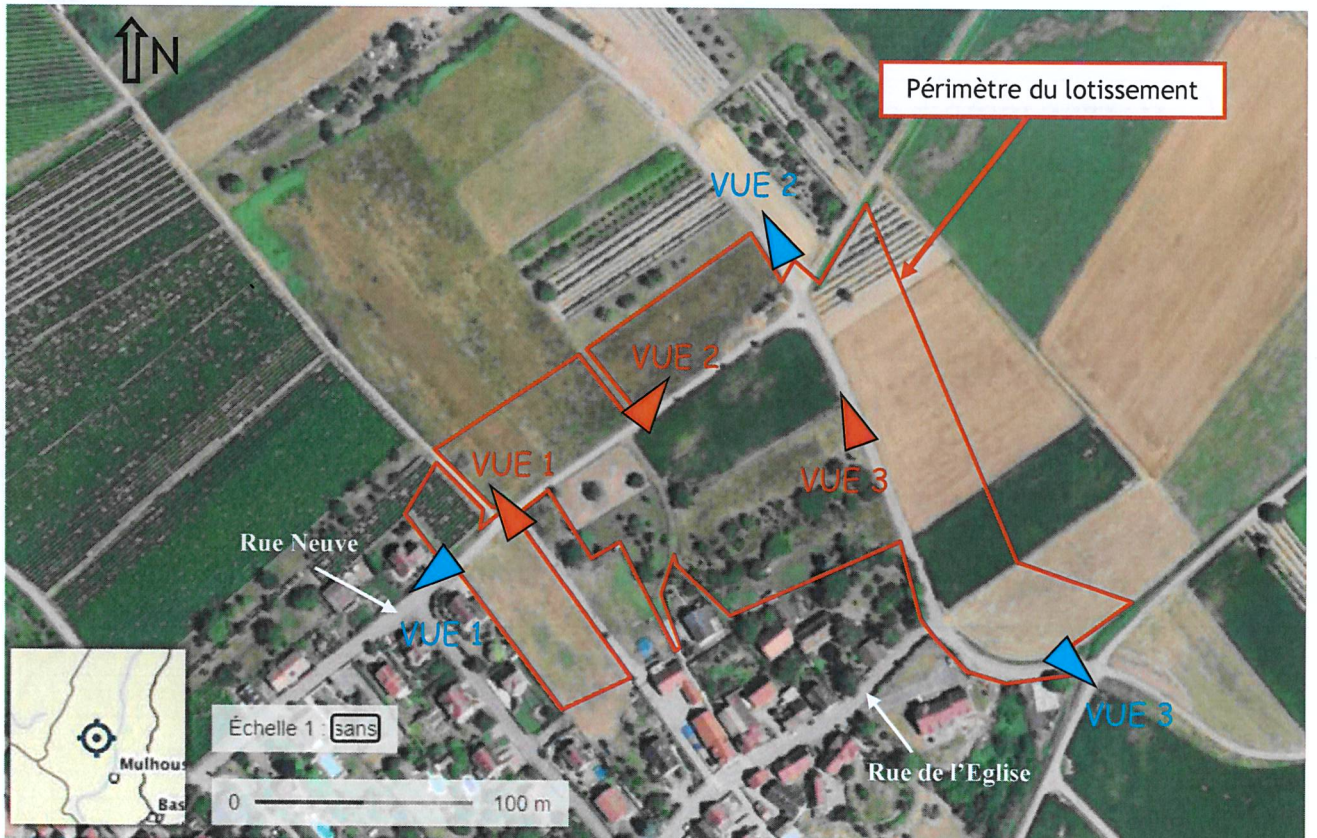 N
Périmètre du lotissement
VUE 2
VUE 2
VUE 1
VUE 3
Rue Neuve
VUE 1
VUE 3
Rue de l'Eglise
Échelle 1 : sans
Mulhous
Bas
0 100 m